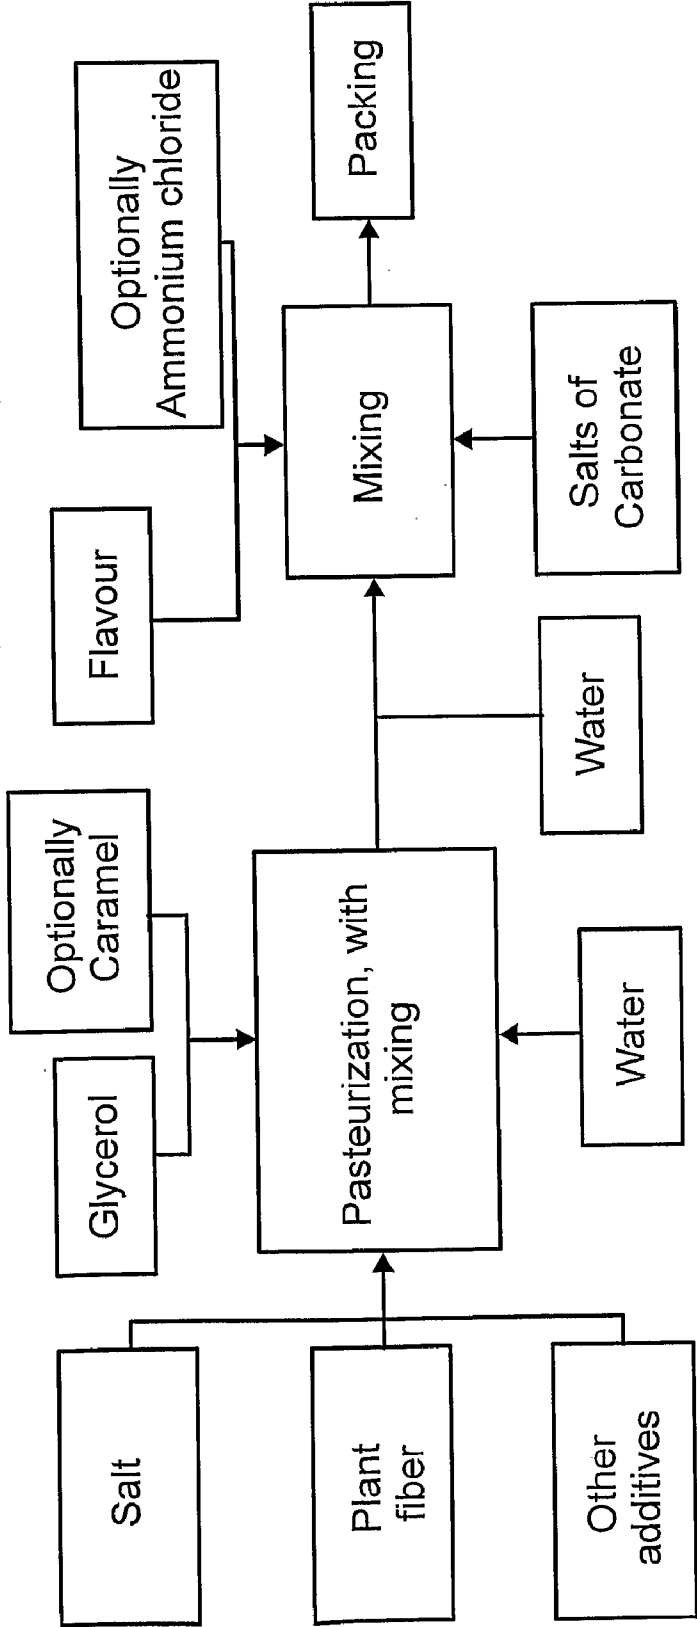 Salt
Plant
fiber
Other
additives
Glycerol
Optionally
Caramel
Pasteurization, with
mixing
Water
Water
Flavour
Optionally
Ammonium chloride
Mixing
Salts of
Carbonate
Packing